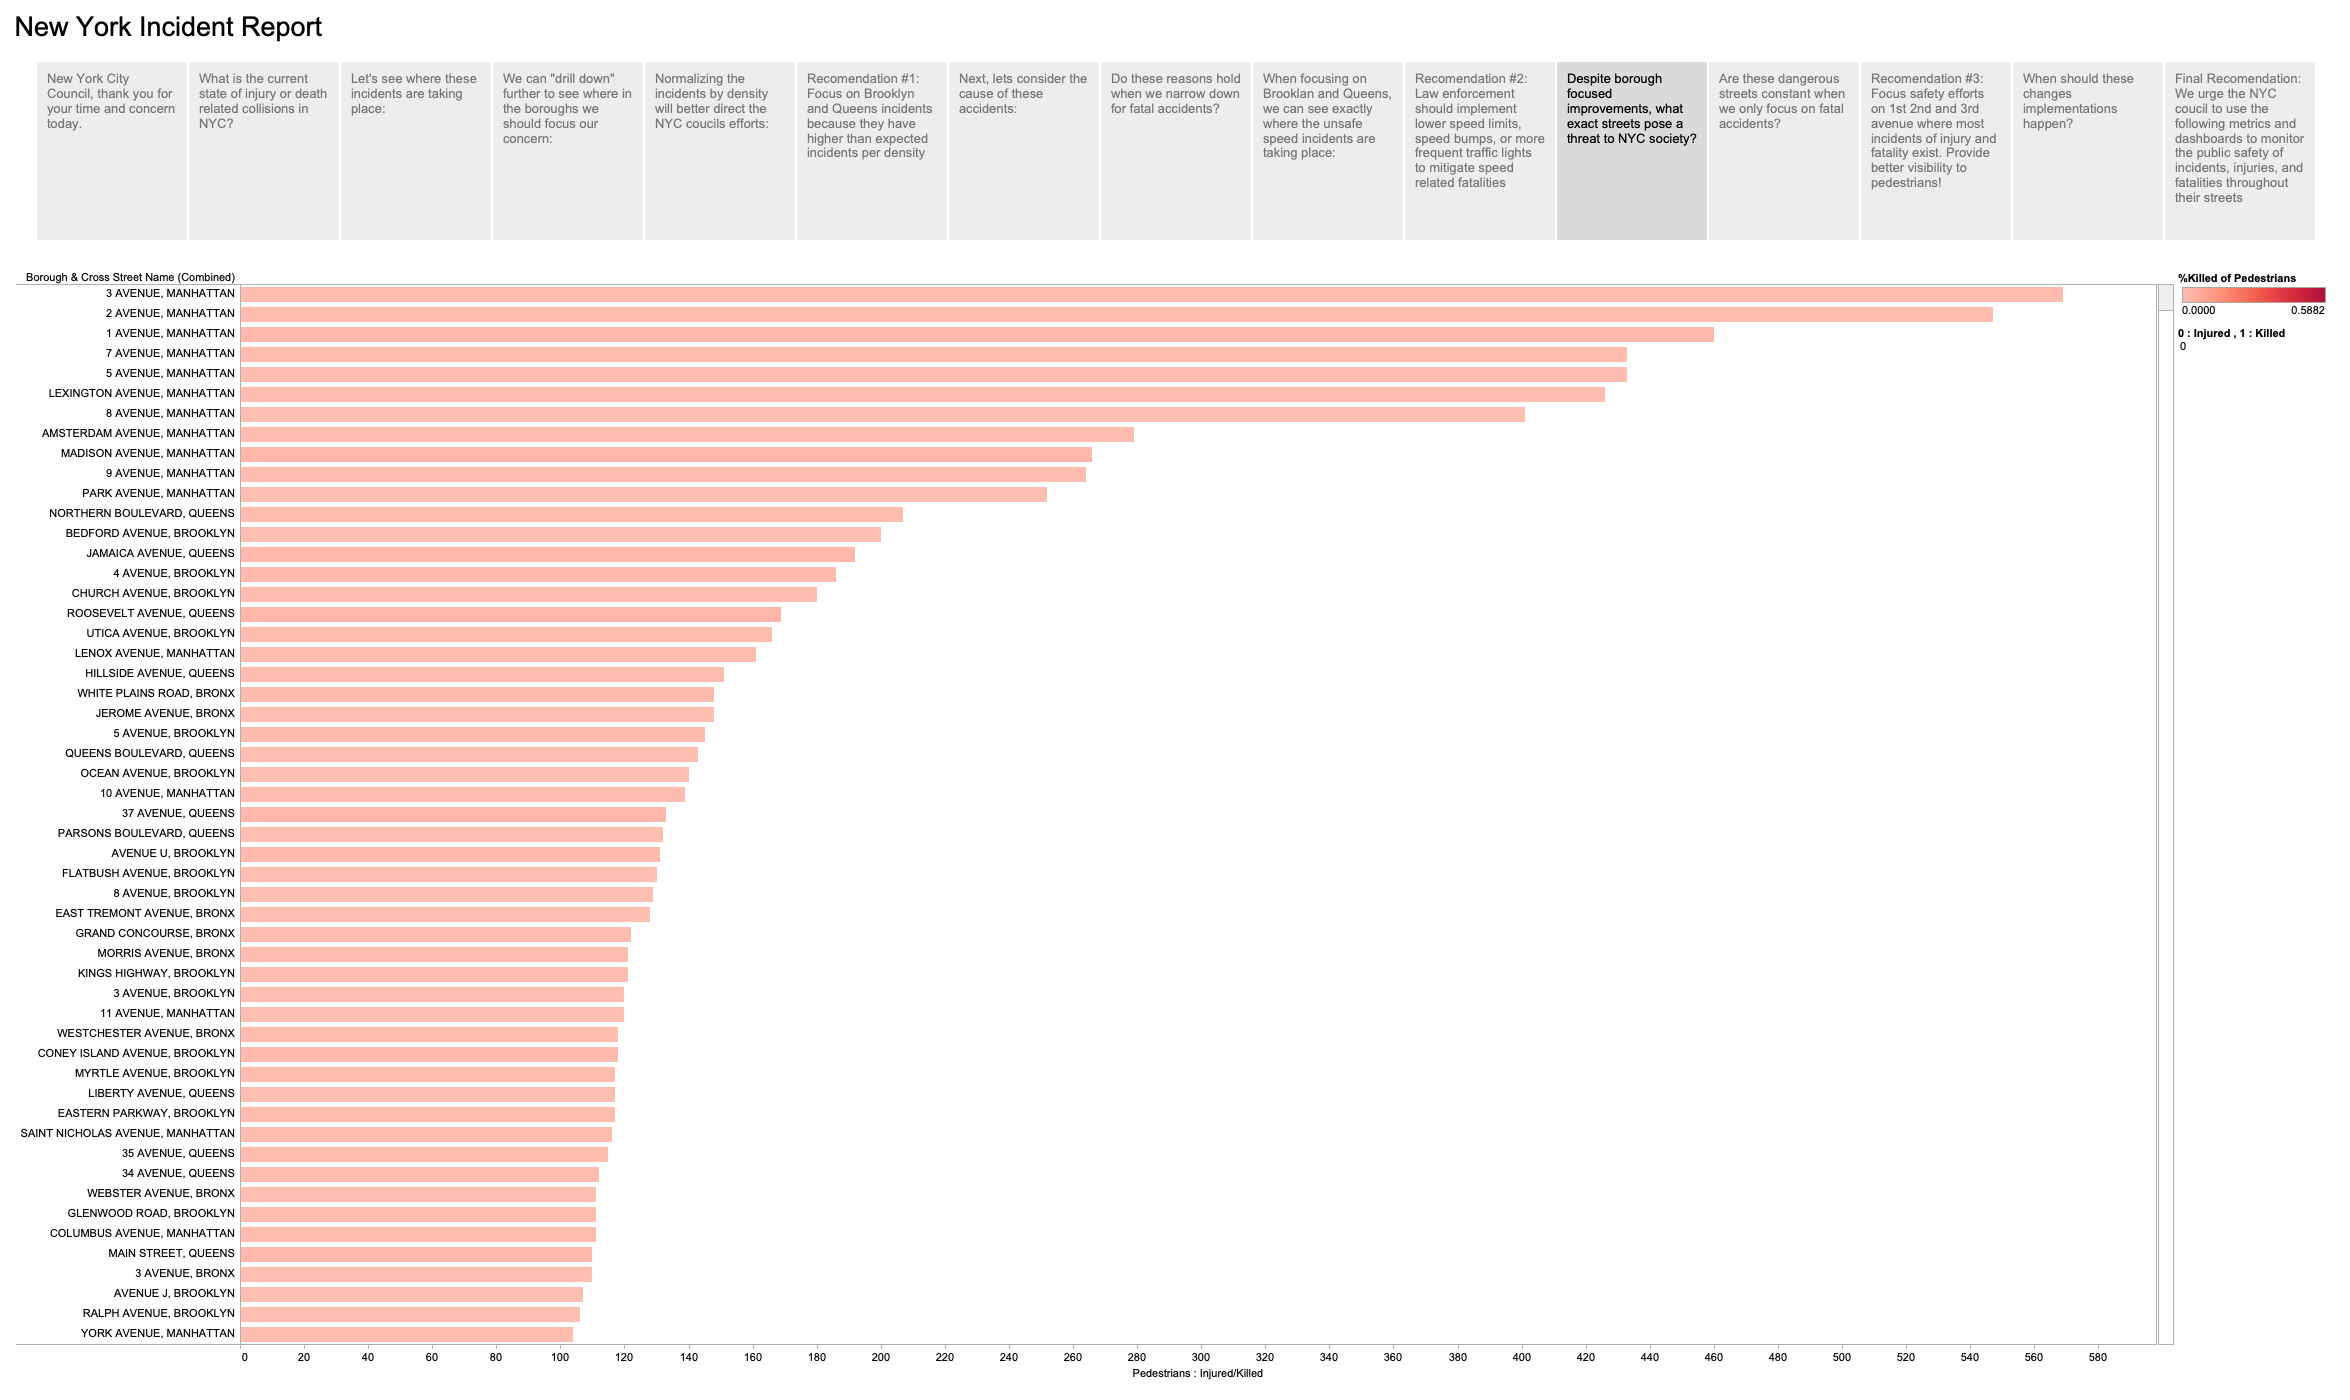 New York Incident Report
New York City
Council, thank you for
your time and concern
today.
What is the current
state of injury or death
related collisions in
NYC?
Let's see where these
incidents are taking
place:
We can "drill down"
further to see where in
the boroughs we
should focus our
concern:
Normalizing the
incidents by density
will better direct the
NYC coucils efforts:
Recomendation #1:
Focus on Brooklyn
and Queens incidents
because they have
higher than expected
incidents per density
Next, lets consider the
cause of these
accidents:
Do these reasons hold
when we narrow down
for fatal accidents?
When focusing on
Brooklan and Queens,
we can see exactly
where the unsafe
speed incidents are
taking place:
Recomendation #2:
Law enforcement
should implement
lower speed limits,
speed bumps, or more
frequent traffic lights
to mitigate speed
related fatalities
Despite borough
focused
improvements, what
exact streets pose a
threat to NYC society?
Are these dangerous
streets constant when
we only focus on fatal
accidents?
Recomendation #3:
Focus safety efforts
on 1st 2nd and 3rd
avenue where most
incidents of injury and
fatality exist. Provide
better visibility to
pedestrians!
When should these
changes
implementations
happen?
Final Recomendation:
We urge the NYC
coucil to use the
following metrics and
dashboards to monitor
the public safety of
incidents, injuries, and
fatalities throughout
their streets
Borough & Cross Street Name (Combined)
3 AVENUE, MANHATTAN
2 AVENUE, MANHATTAN
1 AVENUE, MANHATTAN
7 AVENUE, MANHATTAN
5 AVENUE, MANHATTAN
LEXINGTON AVENUE, MANHATTAN
8 AVENUE, MANHATTAN
AMSTERDAM AVENUE, MANHATTAN
MADISON AVENUE, MANHATTAN
9 AVENUE, MANHATTAN
PARK AVENUE, MANHATTAN
NORTHERN BOULEVARD, QUEENS
BEDFORD AVENUE, BROOKLYN
JAMAICA AVENUE, QUEENS
4 AVENUE, BROOKLYN
CHURCH AVENUE, BROOKLYN
ROOSEVELT AVENUE, QUEENS
UTICA AVENUE, BROOKLYN
LENOX AVENUE, MANHATTAN
HILLSIDE AVENUE, QUEENS
WHITE PLAINS ROAD, BRONX
JEROME AVENUE, BRONX
5 AVENUE, BROOKLYN
QUEENS BOULEVARD, QUEENS
OCEAN AVENUE, BROOKLYN
10 AVENUE, MANHATTAN
37 AVENUE, QUEENS
PARSONS BOULEVARD, QUEENS
AVENUE U, BROOKLYN
FLATBUSH AVENUE, BROOKLYN
8 AVENUE, BROOKLYN
EAST TREMONT AVENUE, BRONX
GRAND CONCOURSE, BRONX
MORRIS AVENUE, BRONX
KINGS HIGHWAY, BROOKLYN
3 AVENUE, BROOKLYN
11 AVENUE, MANHATTAN
WESTCHESTER AVENUE, BRONX
CONEY ISLAND AVENUE, BROOKLYN
MYRTLE AVENUE, BROOKLYN
LIBERTY AVENUE, QUEENS
EASTERN PARKWAY, BROOKLYN
SAINT NICHOLAS AVENUE, MANHATTAN
35 AVENUE, QUEENS
34 AVENUE, QUEENS
WEBSTER AVENUE, BRONX
GLENWOOD ROAD, BROOKLYN
COLUMBUS AVENUE, MANHATTAN
MAIN STREET, QUEENS
3 AVENUE, BRONX
AVENUE J, BROOKLYN
RALPH AVENUE, BROOKLYN
YORK AVENUE, MANHATTAN
0 20 40 60 80 100 120 140 160 180 200 220 240 260 280 300 320 340 360 380 400 420 440 460 480 500 520 540 560 580
Pedestrians : Injured/Killed
%Killed of Pedestrians
0.0000 0.5882
0 : Injured , 1 : Killed
0